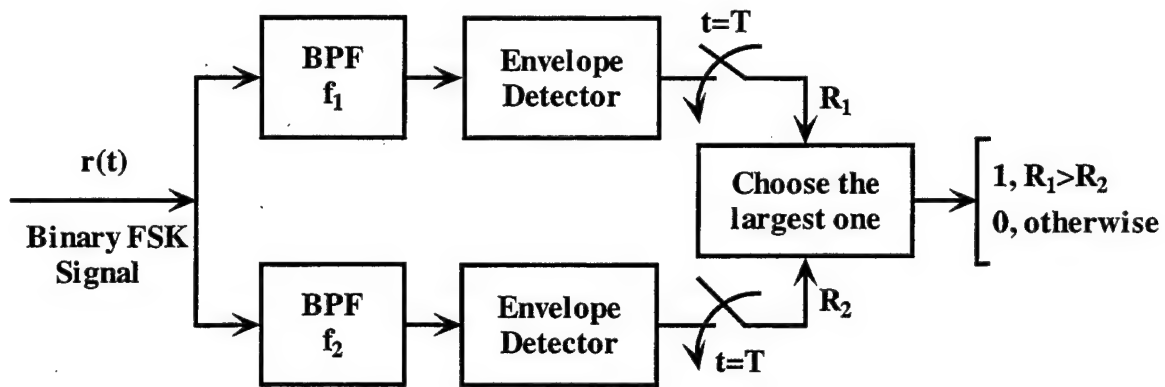 r(t)
Binary FSK
Signal
BPF
f₁
Envelope
Detector
t=T
R₁
BPF
f₂
Envelope
Detector
t=T
R₂
Choose the
largest one
1, R₁>R₂
0, otherwise